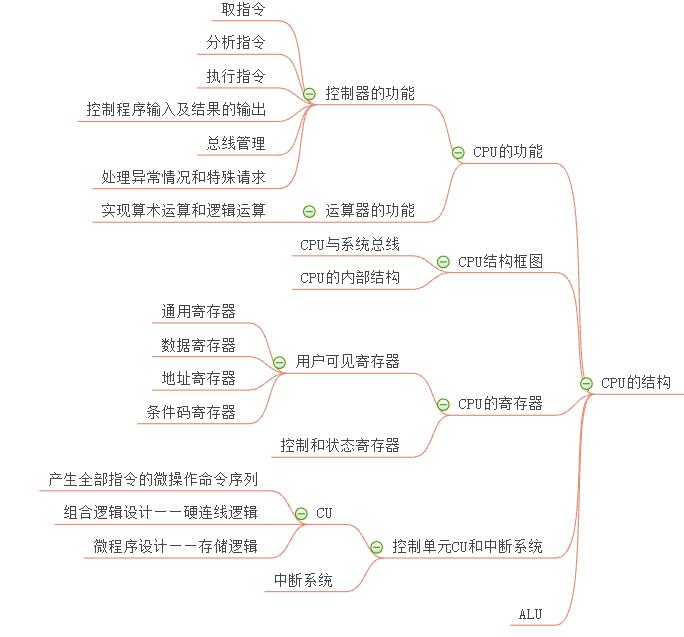 取指令
分析指令
执行指令
控制器的功能
控制程序输入及结果的输出
总线管理
CPU的功能
处理异常情况和特殊请求
实现算术运算和逻辑运算
运算器的功能
CPU与系统总线
CPU结构框图
CPU的内部结构
通用寄存器
数据寄存器
用户可见寄存器
地址寄存器
CPU的结构
条件码寄存器
CPU的寄存器
控制和状态寄存器
产生全部指令的微操作命令序列
组合逻辑设计——硬连线逻辑
CU
微程序设计——存储逻辑
控制单元CU和中断系统
中断系统
ALU